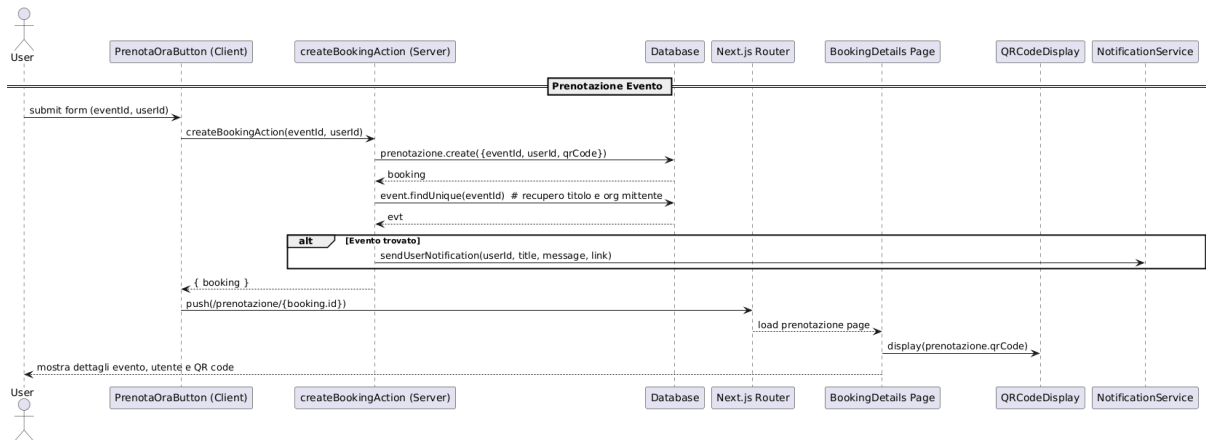 User
PrenotaOraButton (Client)
createBookingAction (Server)
Database
Next.js Router
BookingDetails Page
QRCodeDisplay
NotificationService
Prenotazione Evento
submit form (eventId, userId)
createBookingAction(eventId, userId)
prenotazione.create({eventId, userId, qrCode})
booking
event.findUnique(eventId)  # recupero titolo e org mittente
evt
alt
[Evento trovato]
sendUserNotification(userId, title, message, link)
{ booking }
push(/prenotazione/{booking.id})
load prenotazione page
display(prenotazione.qrCode)
mostra dettagli evento, utente e QR code
User
PrenotaOraButton (Client)
createBookingAction (Server)
Database
Next.js Router
BookingDetails Page
QRCodeDisplay
NotificationService